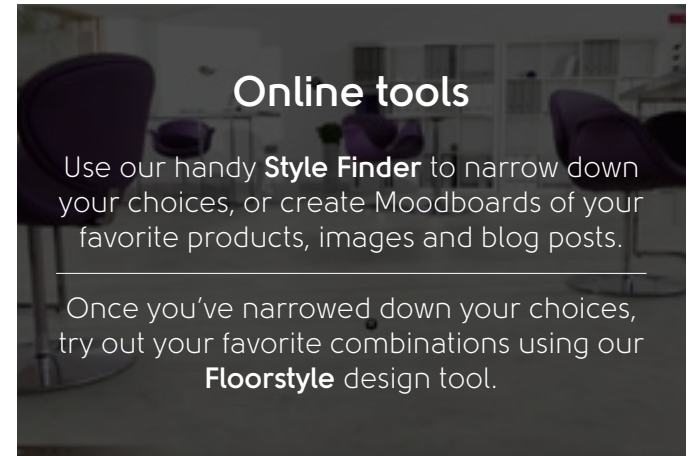 Online tools
Use our handy Style Finder to narrow down
your choices, or create Moodboards of your
favorite products, images and blog posts.
Once you've narrowed down your choices,
try out your favorite combinations using our
Floorstyle design tool.